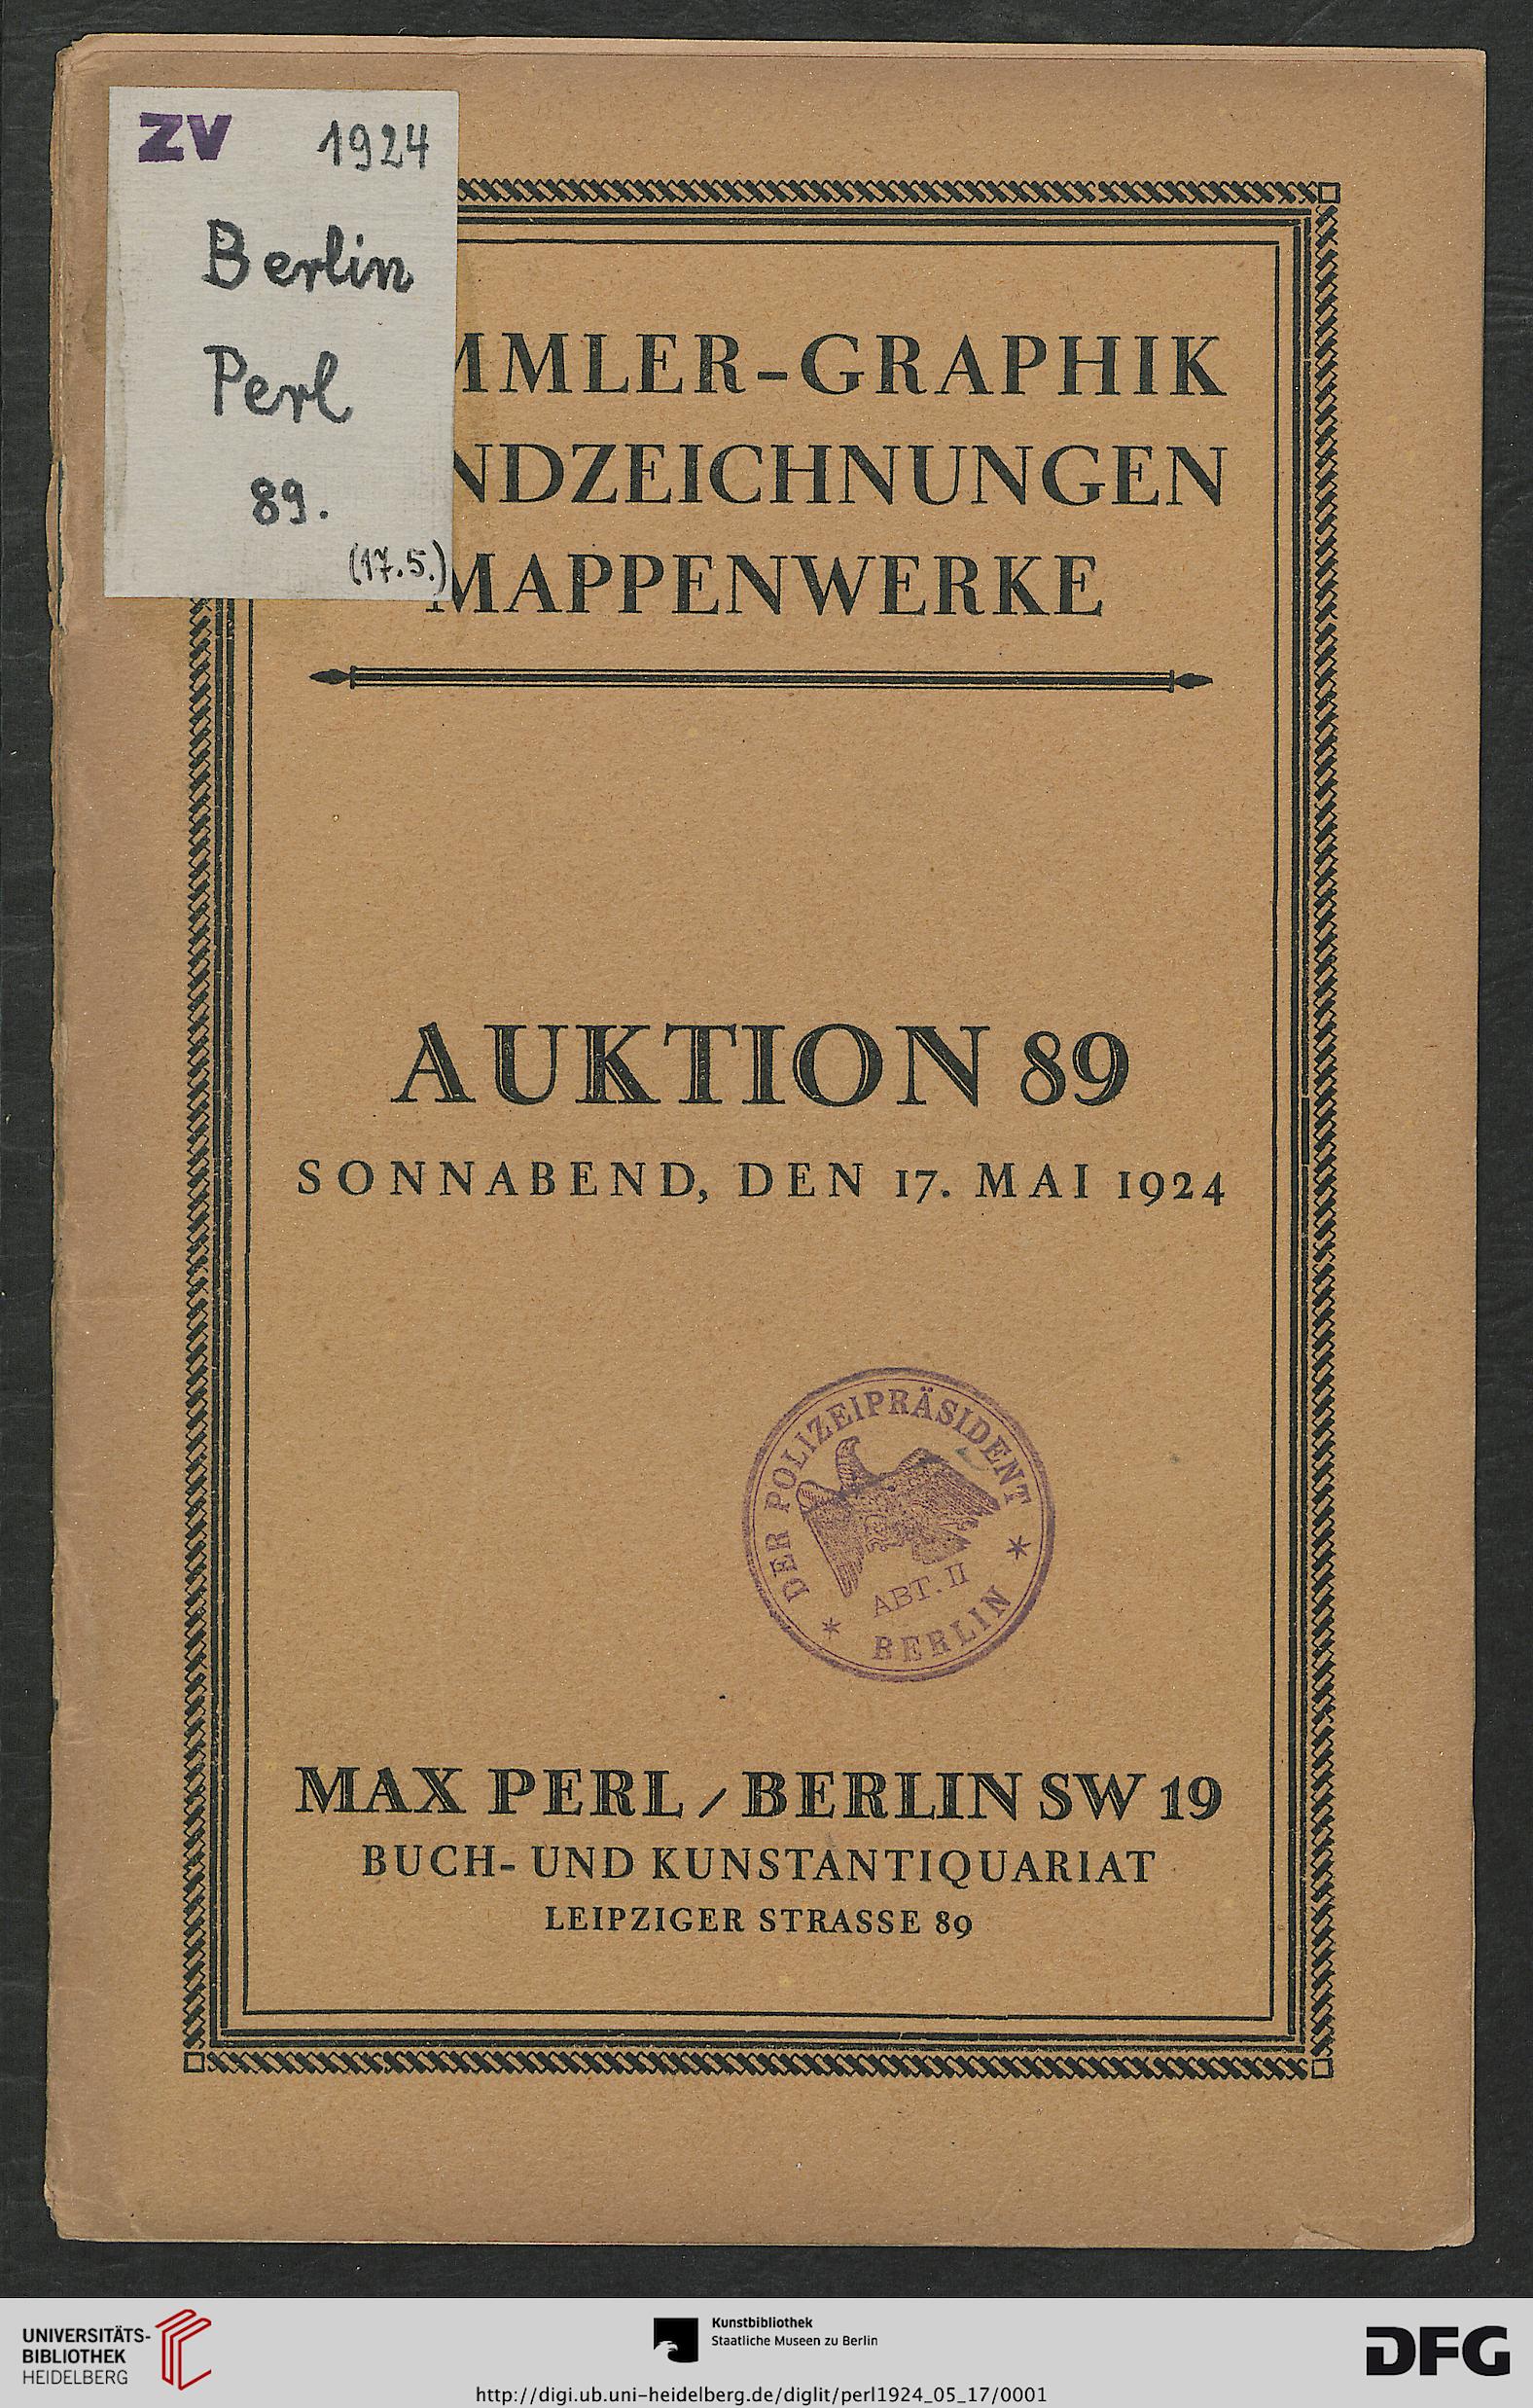 ZV 1924
Berlin
Perl
89.
(17.5.)
MMLER-GRAPHIK
NDZEICHNUNGEN
MAPPENWERKE
AUKTION 89
SONNABEND, DEN 17. MAI 1924
DER POLIZEIPRÄSIDENT
ABT. II
* BERLIN *
MAX PERL / BERLIN SW 19
BUCH- UND KUNSTANTIQUARIAT
LEIPZIGER STRASSE 89
UNIVERSITÄTS-
BIBLIOTHEK
HEIDELBERG
Kunstbibliothek
Staatliche Museen zu Berlin
DFG
http://digi.ub.uni-heidelberg.de/diglit/perl1924_05_17/0001